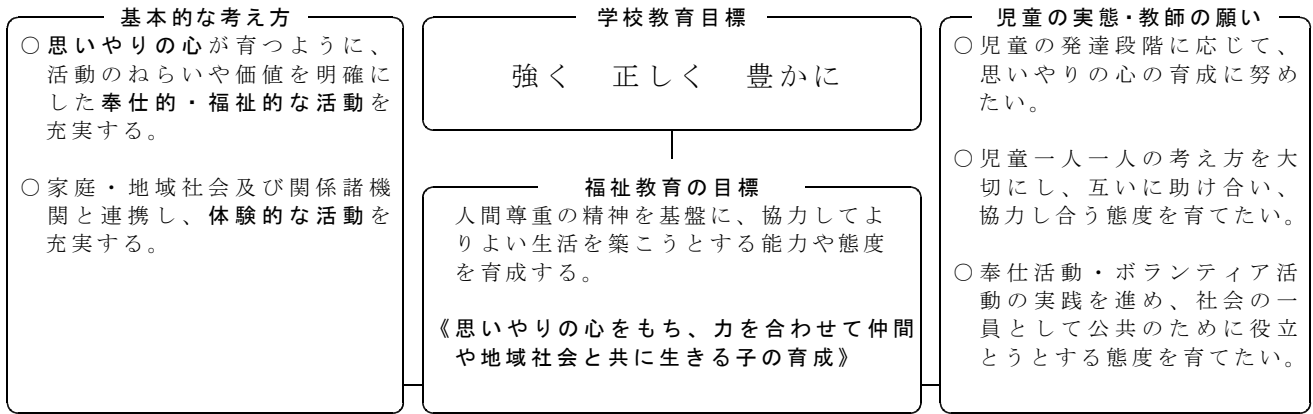 基本的な考え方
○思いやりの心が育つように、
活動のねらいや価値を明確に
した奉仕的・福祉的な活動を
充実する。
○家庭・地域社会及び関係諸機
関と連携し、体験的な活動を
充実する。
学校教育目標
強く 正しく 豊かに
福祉教育の目標
人間尊重の精神を基盤に、協力してよ
りよい生活を築こうとする能力や態度
を育成する。
《思いやりの心をもち、力を合わせて仲間
や地域社会と共に生きる子の育成》
児童の実態・教師の願い
○児童の発達段階に応じて、
思いやりの心の育成に努め
たい。
○児童一人一人の考え方を大
切にし、互いに助け合い、
協力し合う態度を育てたい。
○奉仕活動・ボランティア活
動の実践を進め、社会の一
員として公共のために役立
とうとする態度を育てたい。